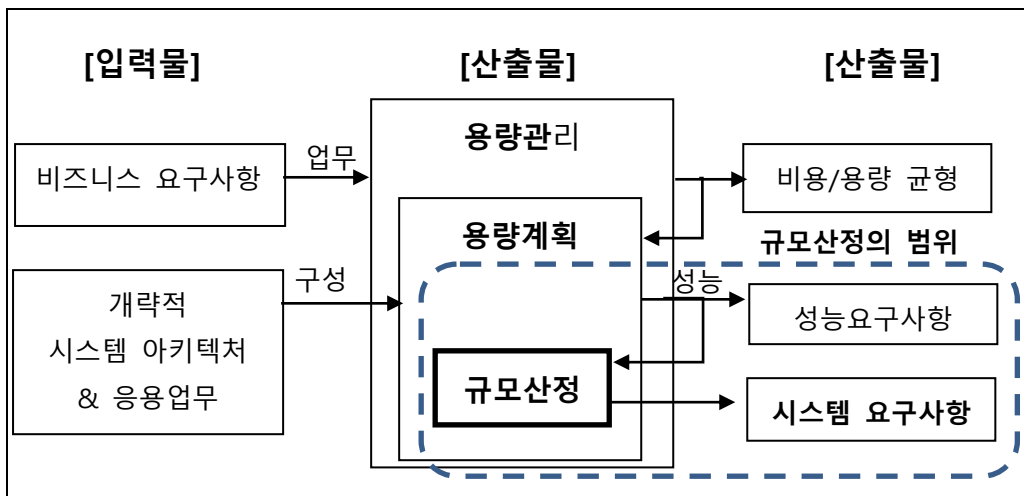 [입력물]
[산출물]
[산출물]
용량관리
업무
비즈니스 요구사항
비용/용량 균형
용량계획
규모산정의 범위
구성
성능
개략적
시스템 아키텍처
& 응용업무
성능요구사항
규모산정
시스템 요구사항